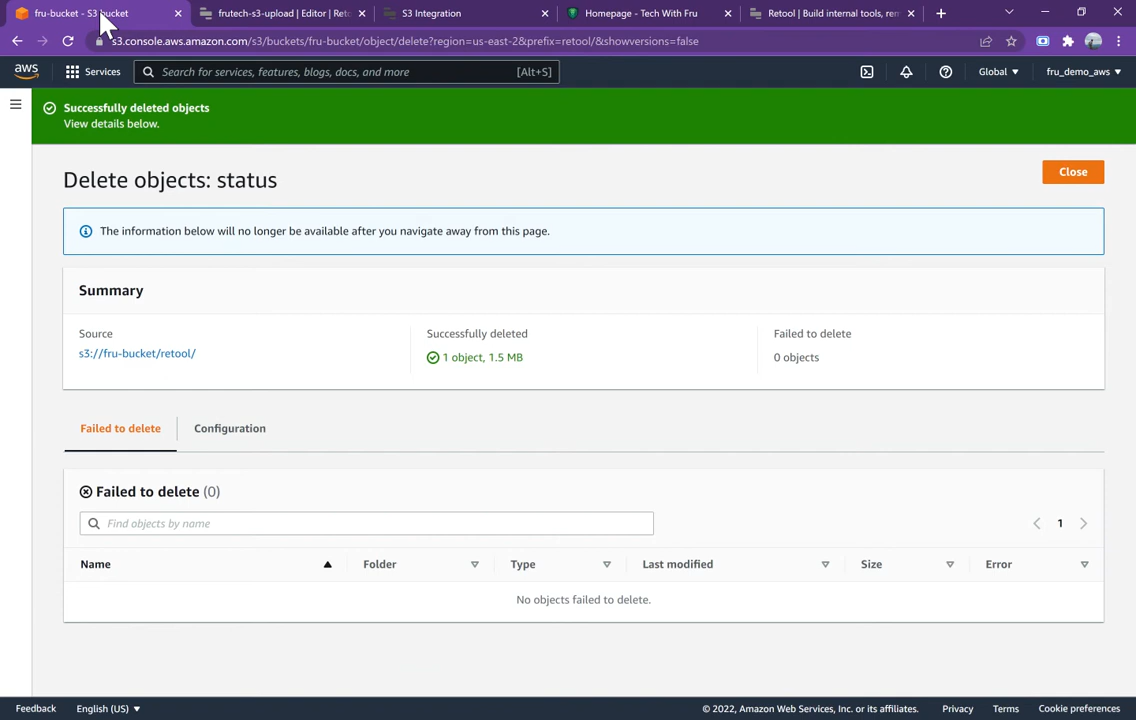 fru-bucket - S3 bucket
frutech-s3-upload | Editor | Reto
S3 Integration
Homepage - Tech With Fru
Retool | Build internal tools, rem
s3.console.aws.amazon.com/s3/buckets/fru-bucket/object/delete?region=us-east-2&prefix=retool/&showversions=false
aws
Services
Search for services, features, blogs, docs, and more
[Alt+S]
Global
fru_demo_aws
Successfully deleted objects
View details below.
Delete objects: status
Close
The information below will no longer be available after you navigate away from this page.
Summary
Source
s3://fru-bucket/retool/
Successfully deleted
1 object, 1.5 MB
Failed to delete
0 objects
Failed to delete
Configuration
Failed to delete (0)
Find objects by name
1
Name
Folder
Type
Last modified
Size
Error
No objects failed to delete.
Feedback
English (US)
© 2022, Amazon Web Services, Inc. or its affiliates.
Privacy
Terms
Cookie preferences